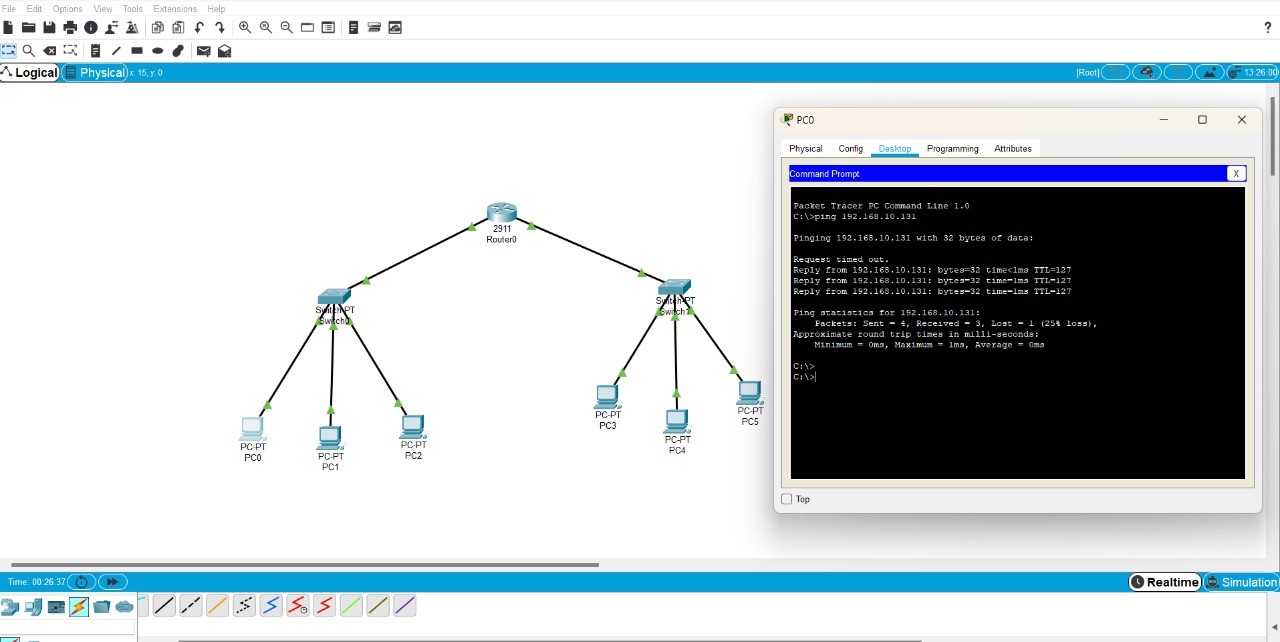 File Edit Options View Tools Extensions Help
?
Logical Physical x: 15, y: 0 [Root] 13:26:00
PC0
Physical Config Desktop Programming Attributes
Command Prompt X
Packet Tracer PC Command Line 1.0
C:\>ping 192.168.10.131
Pinging 192.168.10.131 with 32 bytes of data:
Request timed out.
Reply from 192.168.10.131: bytes=32 time<1ms TTL=127
Reply from 192.168.10.131: bytes=32 time=1ms TTL=127
Reply from 192.168.10.131: bytes=32 time=1ms TTL=127
Ping statistics for 192.168.10.131:
Packets: Sent = 4, Received = 3, Lost = 1 (25% loss),
Approximate round trip times in milli-seconds:
Minimum = 0ms, Maximum = 1ms, Average = 0ms
C:\>
C:\>
Top
2911
Router0
Switch-PT
Switch0
Switch-PT
Switch1
PC-PT
PC0
PC-PT
PC1
PC-PT
PC2
PC-PT
PC3
PC-PT
PC4
PC-PT
PC5
Time: 00:26:37 Realtime Simulation